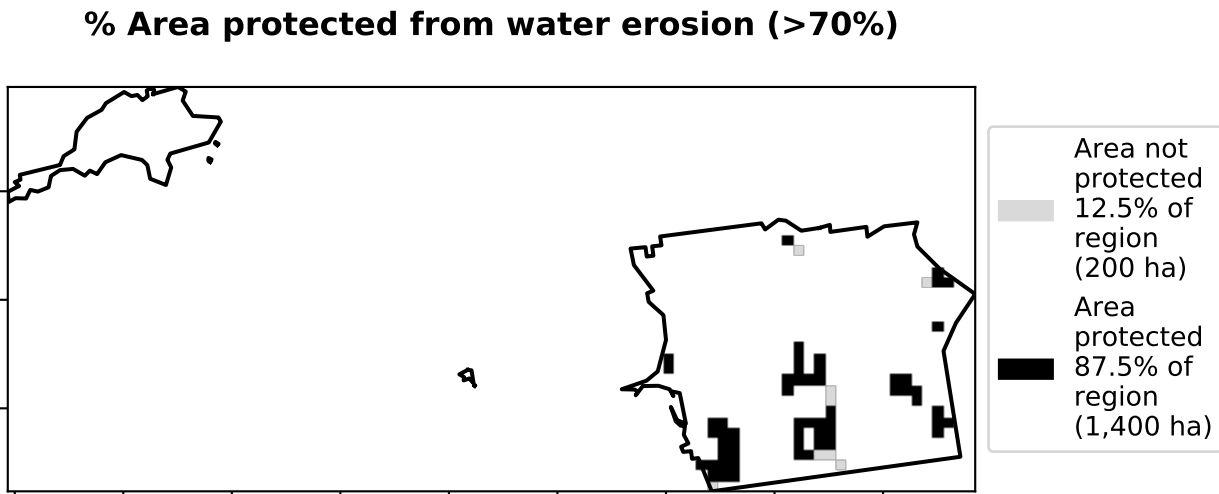 % Area protected from water erosion (>70%)
Area not
protected
12.5% of
region
(200 ha)
Area
protected
87.5% of
region
(1,400 ha)